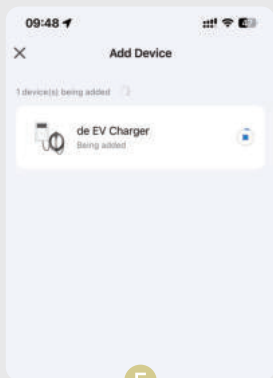 09:48
Add Device
1 device(s) being added
de EV Charger
Being added